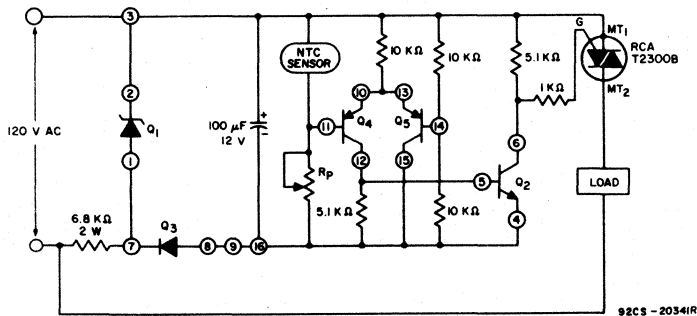 3
G
MT1
RCA
T2300B
MT2
NTC
SENSOR
10 KΩ
10 KΩ
5.1 KΩ
1 KΩ
2
Q1
120 V AC
100 μF
12 V
+
-
10
13
11
Q4
Q5
14
12
15
6
1
RP
5.1 KΩ
10 KΩ
5
Q2
4
LOAD
6.8 KΩ
2 W
7
Q3
8
9
16
92CS-20341R